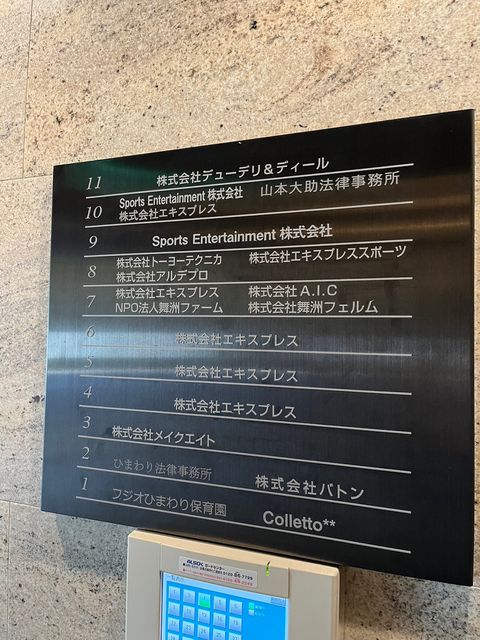 11 株式会社デューデリ&ディール
10 Sports Entertainment 株式会社 山本大助法律事務所
株式会社エキスプレス
9 Sports Entertainment 株式会社
8 株式会社トーヨーテクニカ 株式会社エキスプレススポーツ
株式会社アルデプロ
7 株式会社エキスプレス 株式会社A.I.C
NPO法人舞洲ファーム 株式会社舞洲フェルム
6 株式会社エキスプレス
5 株式会社エキスプレス
4 株式会社エキスプレス
3 株式会社メイクエイト
2 ひまわり法律事務所 株式会社バトン
1 フジオひまわり保育園 Colletto**
ALSOK